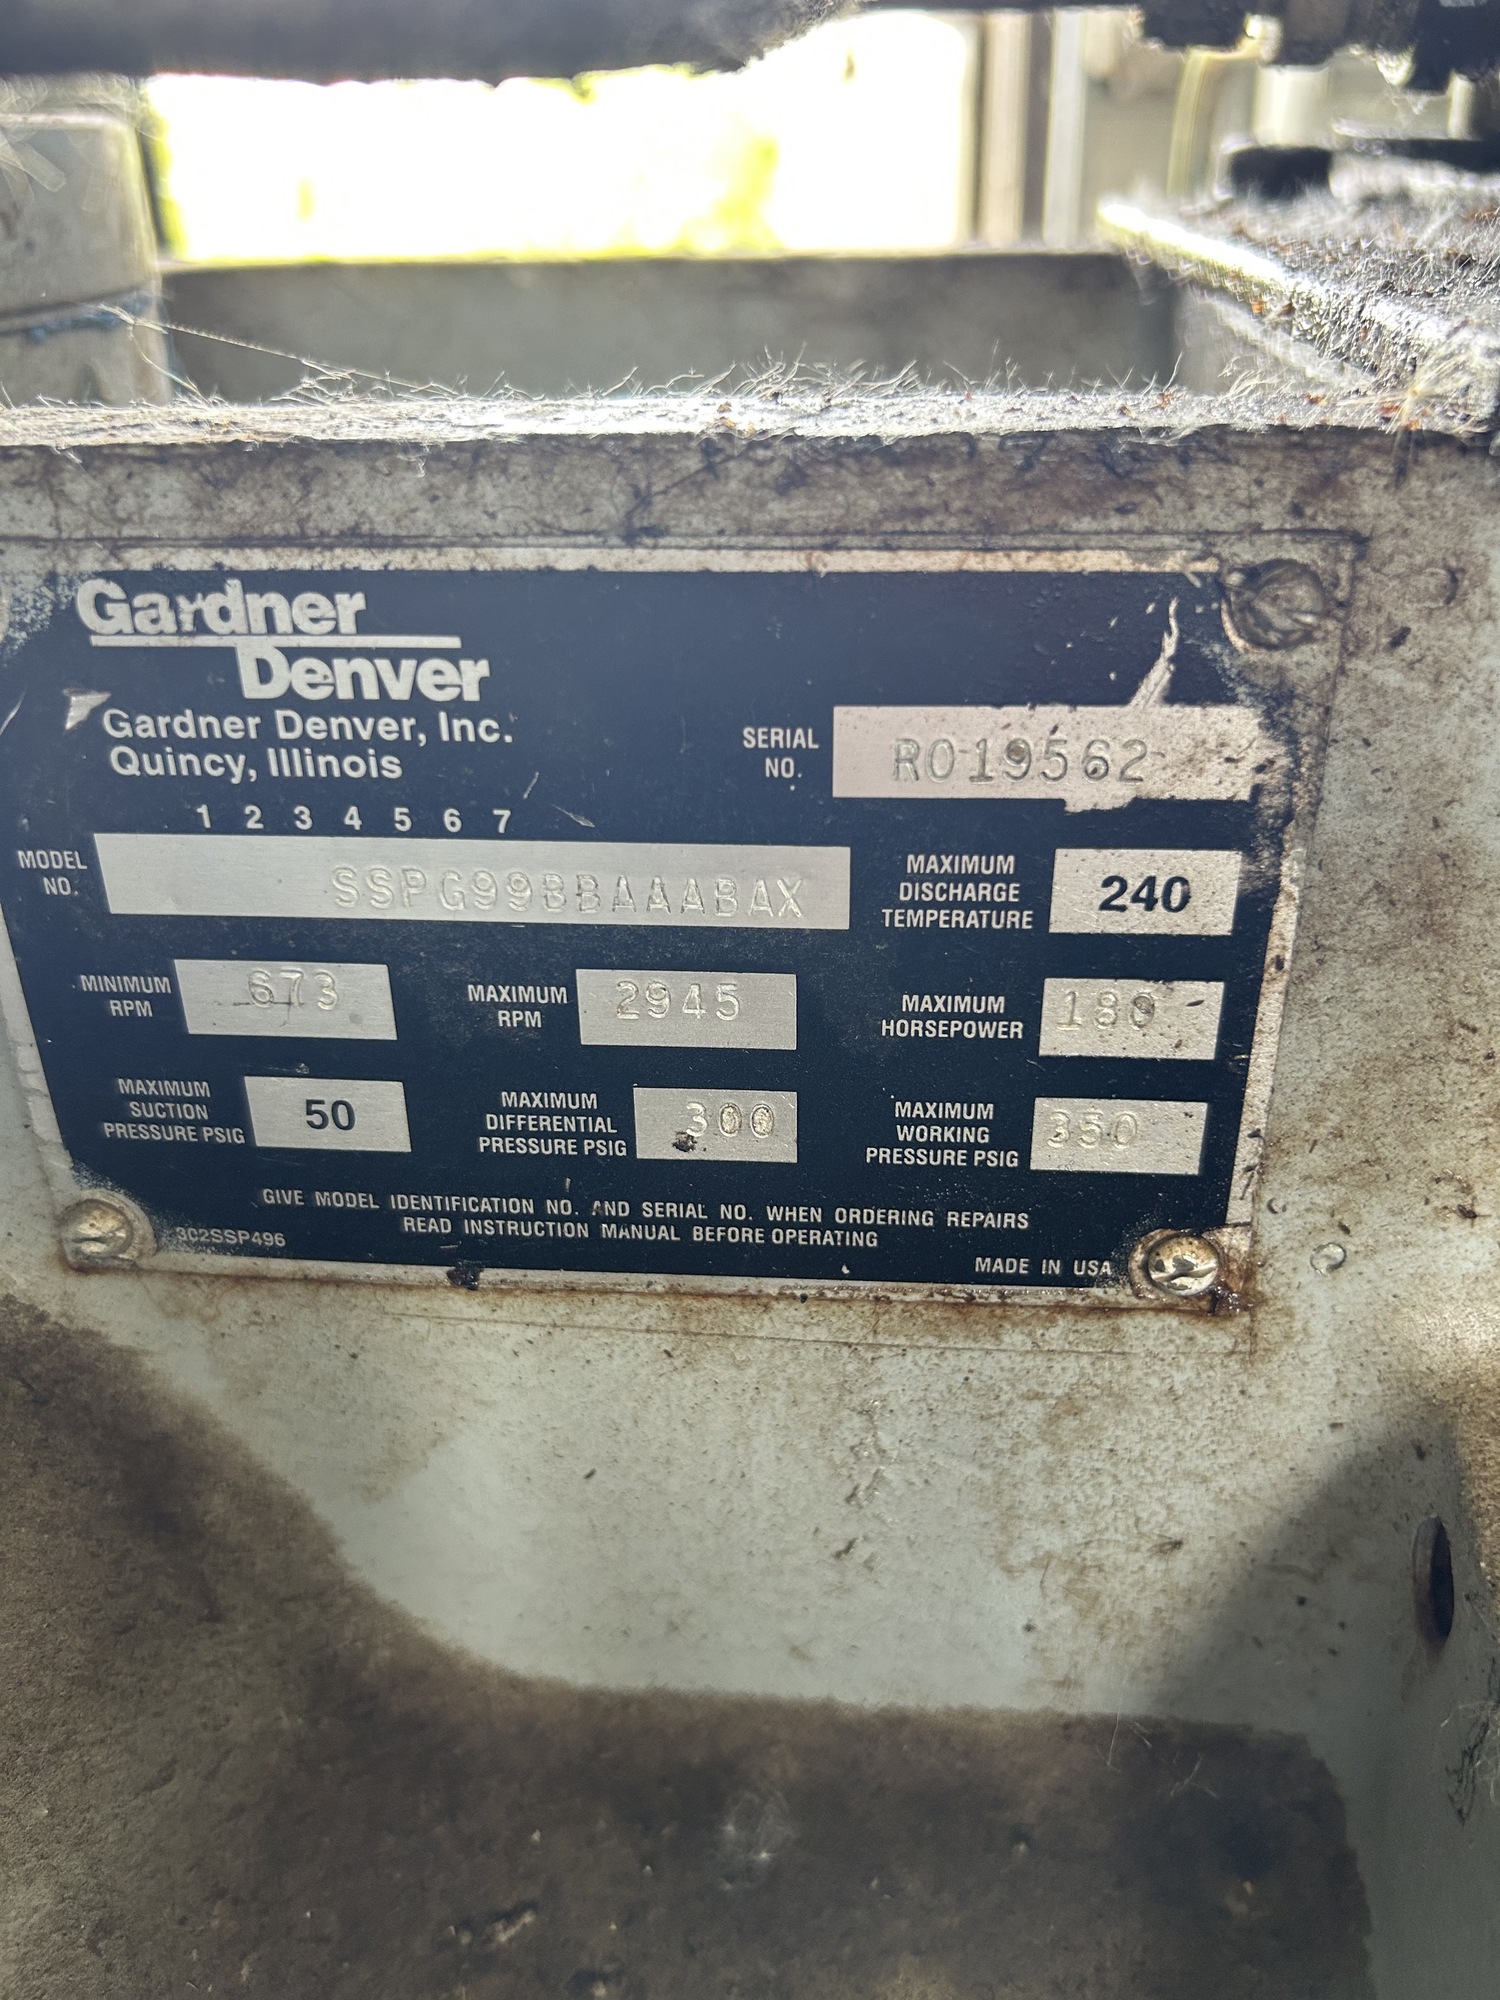 Gardner
Denver
Gardner Denver, Inc.
Quincy, Illinois
SERIAL NO. R019562
1 2 3 4 5 6 7
MODEL NO. SSPG99BBAAABAX
MAXIMUM DISCHARGE TEMPERATURE 240
MINIMUM RPM 673
MAXIMUM RPM 2945
MAXIMUM HORSEPOWER 180
MAXIMUM SUCTION PRESSURE PSIG 50
MAXIMUM DIFFERENTIAL PRESSURE PSIG 300
MAXIMUM WORKING PRESSURE PSIG 350
GIVE MODEL IDENTIFICATION NO. AND SERIAL NO. WHEN ORDERING REPAIRS
READ INSTRUCTION MANUAL BEFORE OPERATING
302SSP496
MADE IN USA